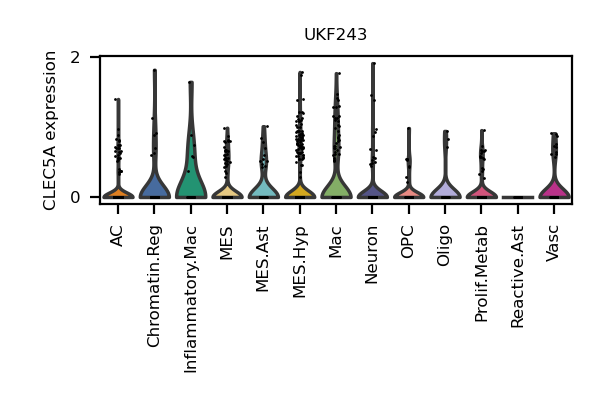 UKF243
CLEC5A expression
2
0
AC
Chromatin.Reg
Inflammatory.Mac
MES
MES.Ast
MES.Hyp
Mac
Neuron
OPC
Oligo
Prolif.Metab
Reactive.Ast
Vasc